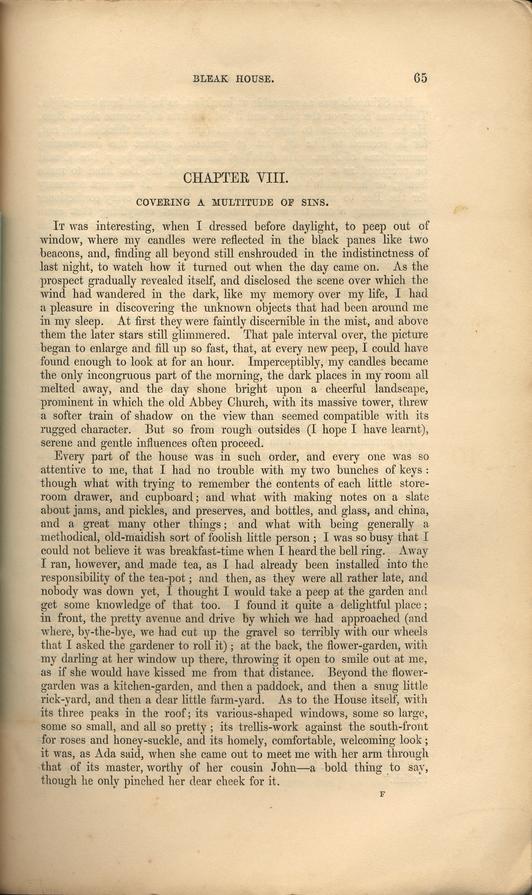 BLEAK HOUSE.
65
CHAPTER VIII.
COVERING A MULTITUDE OF SINS.
IT was interesting, when I dressed before daylight, to peep out of
window, where my candles were reflected in the black panes like two
beacons, and, finding all beyond still enshrouded in the indistinctness of
last night, to watch how it turned out when the day came on. As the
prospect gradually revealed itself, and disclosed the scene over which the
wind had wandered in the dark, like my memory over my life, I had
a pleasure in discovering the unknown objects that had been around me
in my sleep. At first they were faintly discernible in the mist, and above
them the later stars still glimmered. That pale interval over, the picture
began to enlarge and fill up so fast, that, at every new peep, I could have
found enough to look at for an hour. Imperceptibly, my candles became
the only incongruous part of the morning, the dark places in my room all
melted away, and the day shone bright upon a cheerful landscape,
prominent in which the old Abbey Church, with its massive tower, threw
a softer train of shadow on the view than seemed compatible with its
rugged character. But so from rough outsides (I hope I have learnt),
serene and gentle influences often proceed.
Every part of the house was in such order, and every one was so
attentive to me, that I had no trouble with my two bunches of keys :
though what with trying to remember the contents of each little store-
room drawer, and cupboard ; and what with making notes on a slate
about jams, and pickles, and preserves, and bottles, and glass, and china,
and a great many other things ; and what with being generally a
methodical, old-maidish sort of foolish little person ; I was so busy that I
could not believe it was breakfast-time when I heard the bell ring. Away
I ran, however, and made tea, as I had already been installed into the
responsibility of the tea-pot ; and then, as they were all rather late, and
nobody was down yet, I thought I would take a peep at the garden and
get some knowledge of that too. I found it quite a delightful place ;
in front, the pretty avenue and drive by which we had approached (and
where, by-the-bye, we had cut up the gravel so terribly with our wheels
that I asked the gardener to roll it) ; at the back, the flower-garden, with
my darling at her window up there, throwing it open to smile out at me,
as if she would have kissed me from that distance. Beyond the flower-
garden was a kitchen-garden, and then a paddock, and then a snug little
rick-yard, and then a dear little farm-yard. As to the House itself, with
its three peaks in the roof; its various-shaped windows, some so large,
some so small, and all so pretty ; its trellis-work against the south-front
for roses and honey-suckle, and its homely, comfortable, welcoming look ;
it was, as Ada said, when she came out to meet me with her arm through
that of its master, worthy of her cousin John—a bold thing to say,
though he only pinched her dear cheek for it.
F